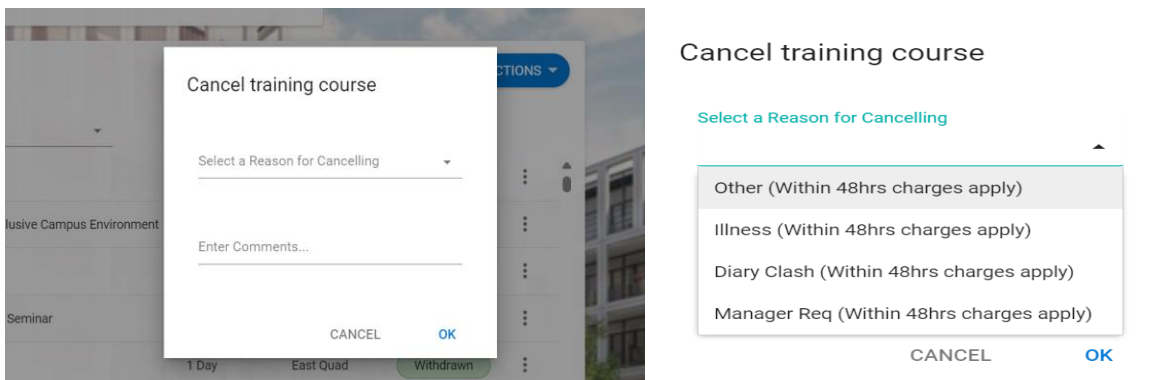 CTIONS
Cancel training course
Select a Reason for Cancelling
lusive Campus Environment
Enter Comments...
Seminar
CANCEL
OK
1 Day
East Quad
Withdrawn
Cancel training course
Select a Reason for Cancelling
Other (Within 48hrs charges apply)
Illness (Within 48hrs charges apply)
Diary Clash (Within 48hrs charges apply)
Manager Req (Within 48hrs charges apply)
CANCEL
OK